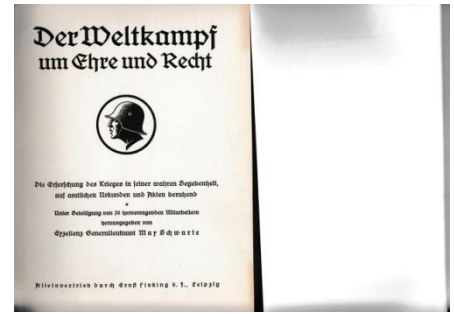 Der Weltkampf
um Ehre und Recht
Die Erforschung des Krieges in seiner wahren Begebenheit,
auf amtlichen Urkunden und Akten beruhend
*
Unter Beteiligung von 70 hervorragenden Mitarbeitern
herausgegeben von
Exzellenz Generalleutnant Max Schwarte
Alleinvertrieb durch Ernst Finking b. H., Leipzig